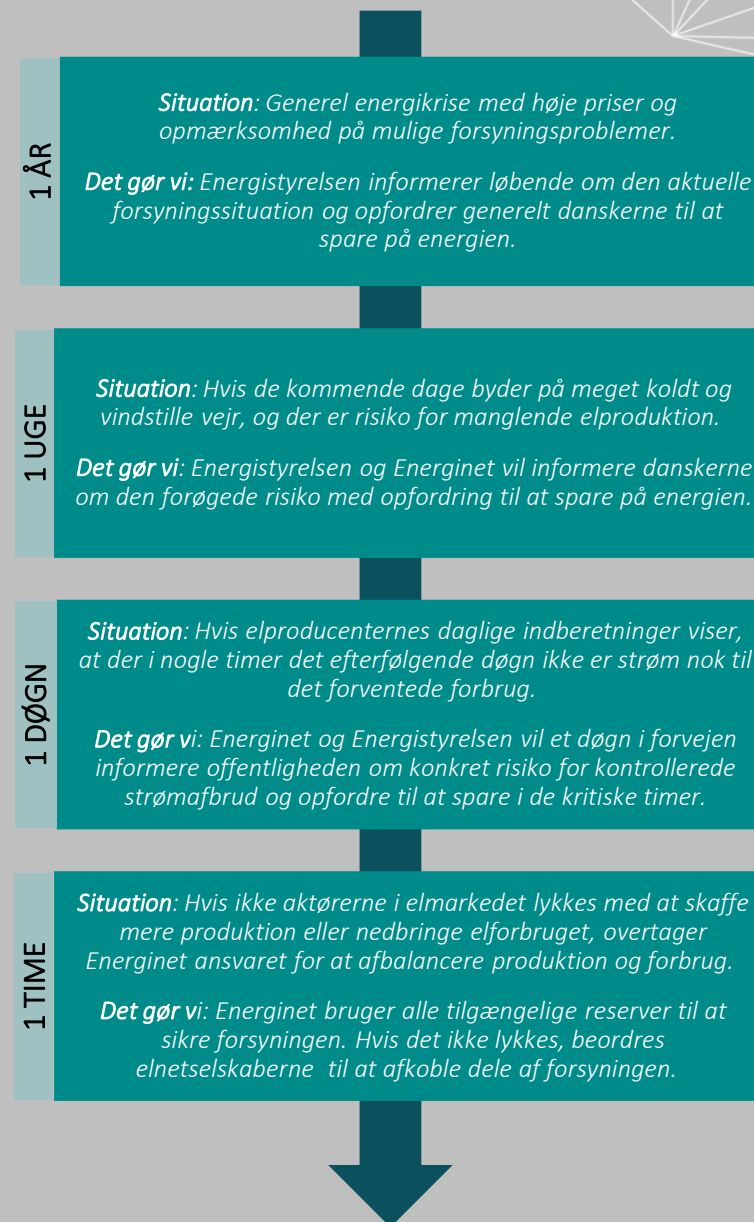 1 ÅR
Situation: Generel energikrise med høje priser og
opmærksomhed på mulige forsyningsproblemer.
Det gør vi: Energistyrelsen informerer løbende om den aktuelle
forsyningssituation og opfordrer generelt danskerne til at
spare på energien.
1 UGE
Situation: Hvis de kommende dage byder på meget koldt og
vindstille vejr, og der er risiko for manglende elproduktion.
Det gør vi: Energistyrelsen og Energinet vil informere danskerne
om den forøgede risiko med opfordring til at spare på energien.
1 DØGN
Situation: Hvis elproducenternes daglige indberetninger viser,
at der i nogle timer det efterfølgende døgn ikke er strøm nok til
det forventede forbrug.
Det gør vi: Energinet og Energistyrelsen vil et døgn i forvejen
informere offentligheden om konkret risiko for kontrollerede
strømafbrud og opfordre til at spare i de kritiske timer.
1 TIME
Situation: Hvis ikke aktørerne i elmarkedet lykkes med at skaffe
mere produktion eller nedbringe elforbruget, overtager
Energinet ansvaret for at afbalancere produktion og forbrug.
Det gør vi: Energinet bruger alle tilgængelige reserver til at
sikre forsyningen. Hvis det ikke lykkes, beordres
elnetselskaberne  til at afkoble dele af forsyningen.